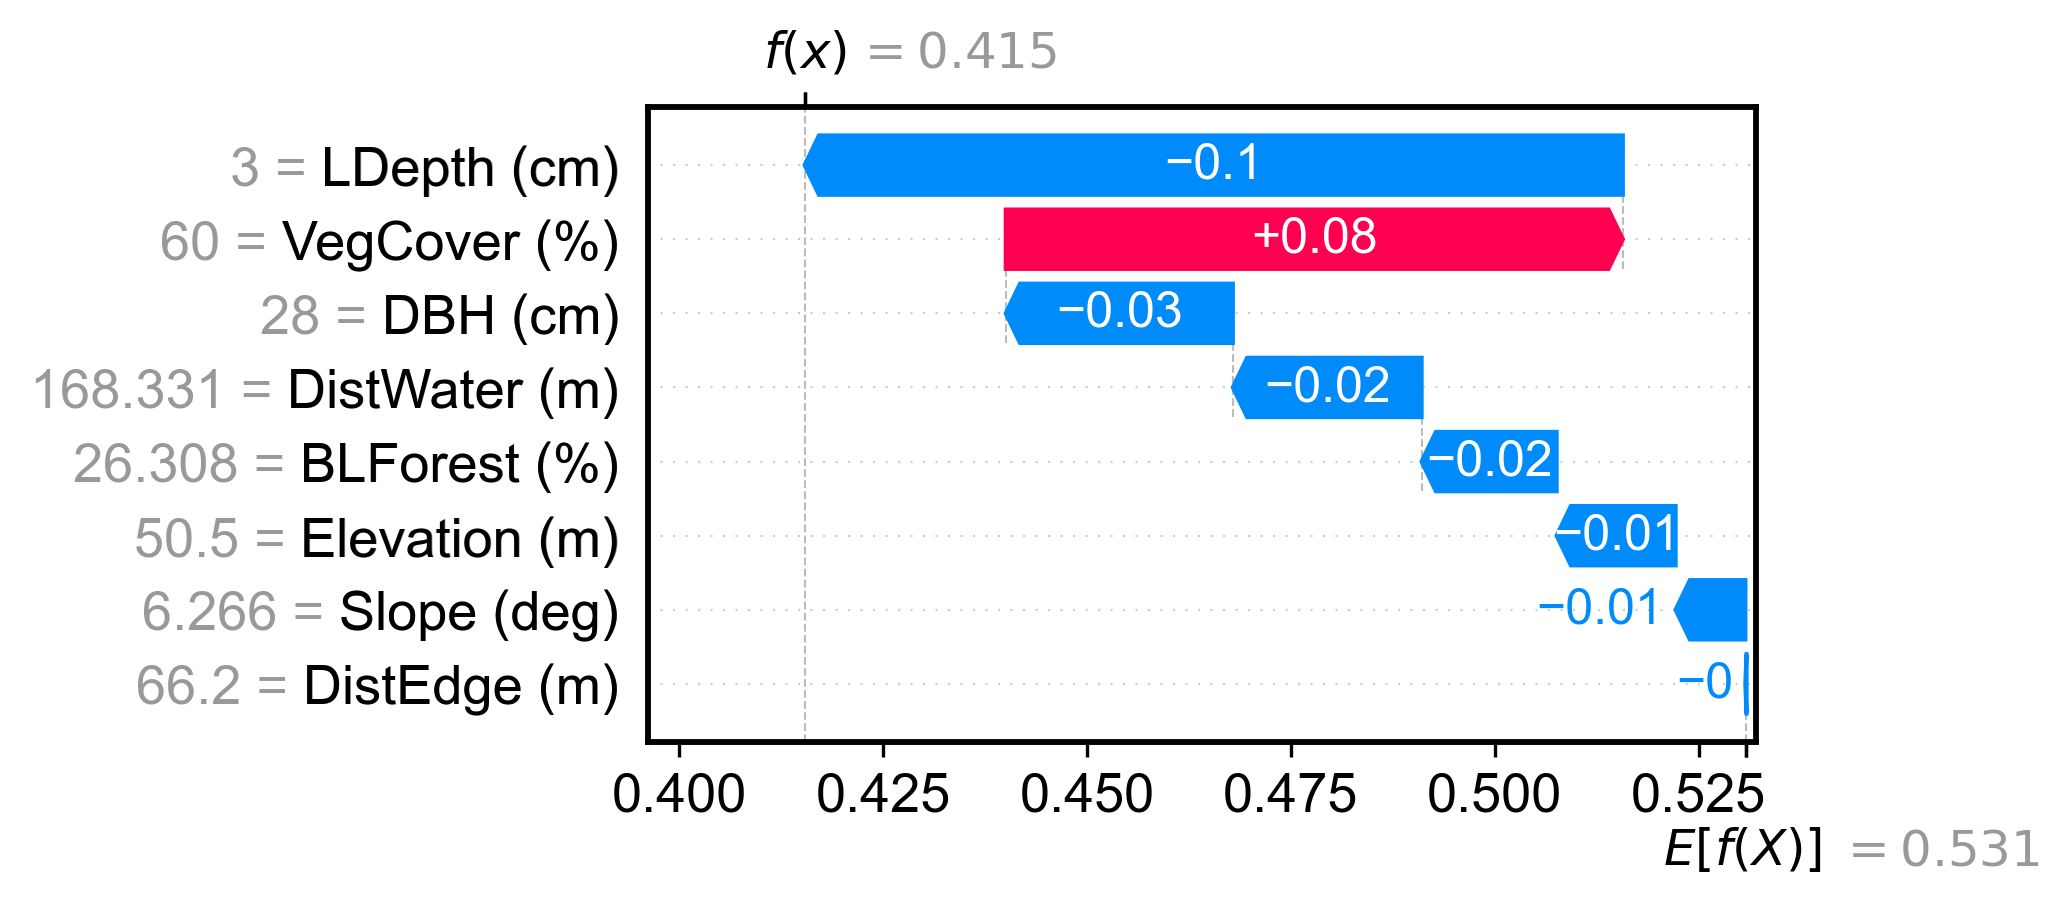 f(x) = 0.415
3 = LDepth (cm) −0.1
60 = VegCover (%) +0.08
28 = DBH (cm) −0.03
168.331 = DistWater (m) −0.02
26.308 = BLForest (%) −0.02
50.5 = Elevation (m) −0.01
6.266 = Slope (deg) −0.01
66.2 = DistEdge (m) −0
0.400 0.425 0.450 0.475 0.500 0.525
E[f(X)] = 0.531